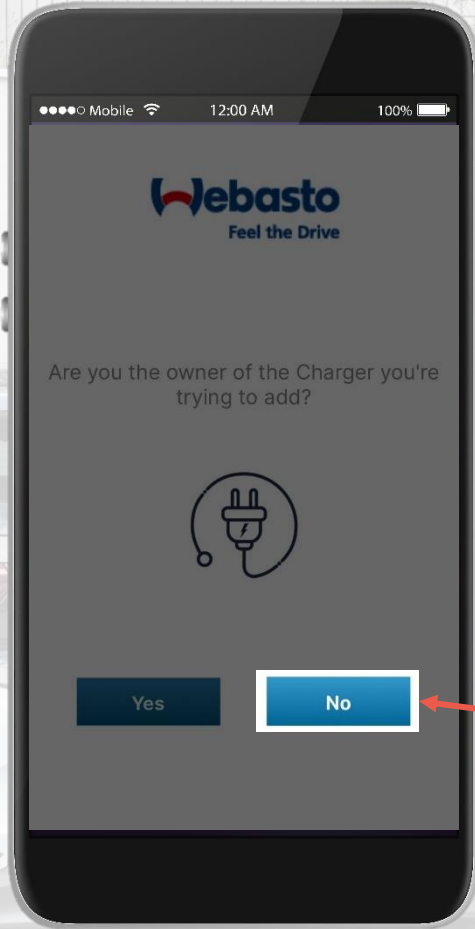 Mobile 12:00 AM 100%
Webasto
Feel the Drive
Are you the owner of the Charger you're
trying to add?
Yes No